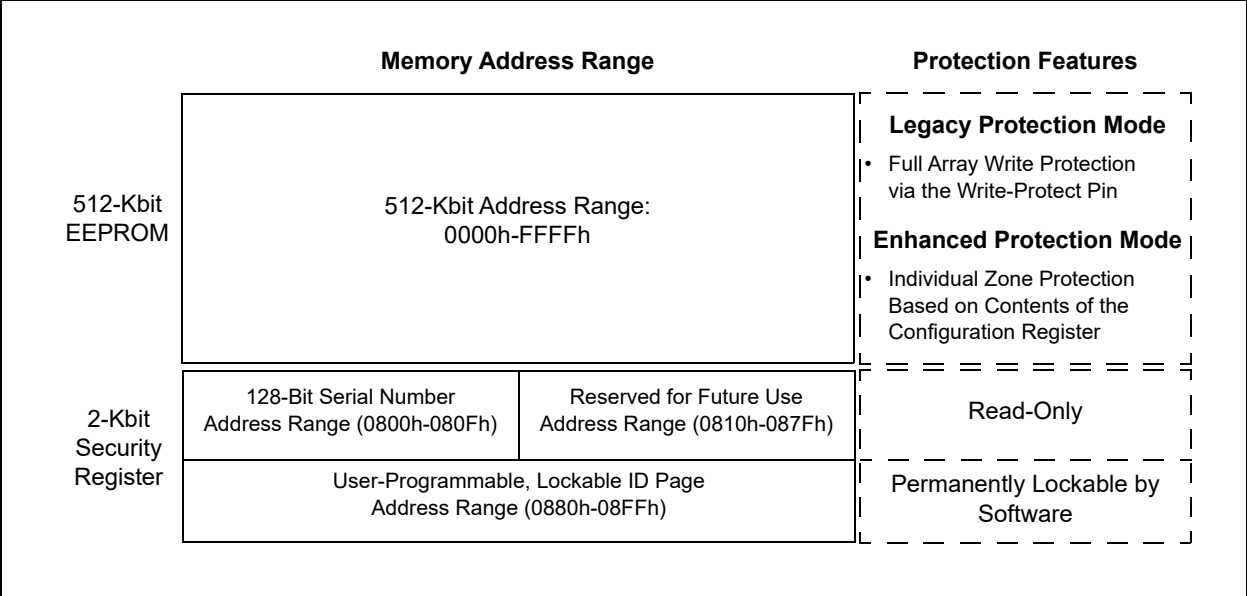 Memory Address Range
Protection Features
512-Kbit
EEPROM
512-Kbit Address Range:
0000h-FFFFh
Legacy Protection Mode
• Full Array Write Protection
via the Write-Protect Pin
Enhanced Protection Mode
• Individual Zone Protection
Based on Contents of the
Configuration Register
2-Kbit
Security
Register
128-Bit Serial Number
Address Range (0800h-080Fh)
Reserved for Future Use
Address Range (0810h-087Fh)
Read-Only
User-Programmable, Lockable ID Page
Address Range (0880h-08FFh)
Permanently Lockable by
Software